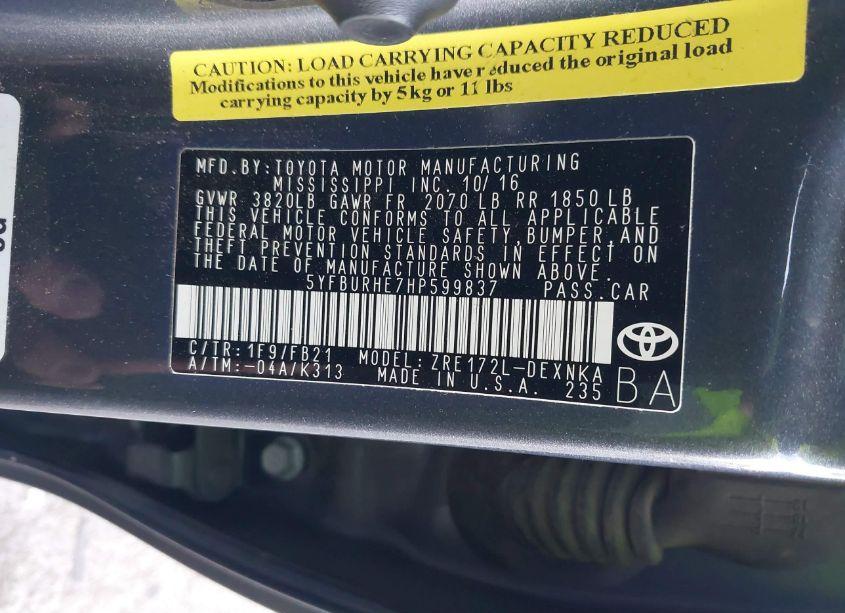 CAUTION: LOAD CARRYING CAPACITY REDUCED
Modifications to this vehicle have reduced the original load
carrying capacity by 5 kg or 11 lbs
MFD. BY: TOYOTA MOTOR MANUFACTURING
MISSISSIPPI INC. 10/16
GVWR 3820LB GAWR FR 2070 LB RR 1850 LB
THIS VEHICLE CONFORMS TO ALL APPLICABLE
FEDERAL MOTOR VEHICLE SAFETY, BUMPER, AND
THEFT PREVENTION STANDARDS IN EFFECT ON
THE DATE OF MANUFACTURE SHOWN ABOVE.
5YFBURHE7HP599837 PASS. CAR
C/TR: 1F9/FB21 MODEL: ZRE172L-DEXNKA
A/TM: -04A/K313 MADE IN U.S.A. 235
BA